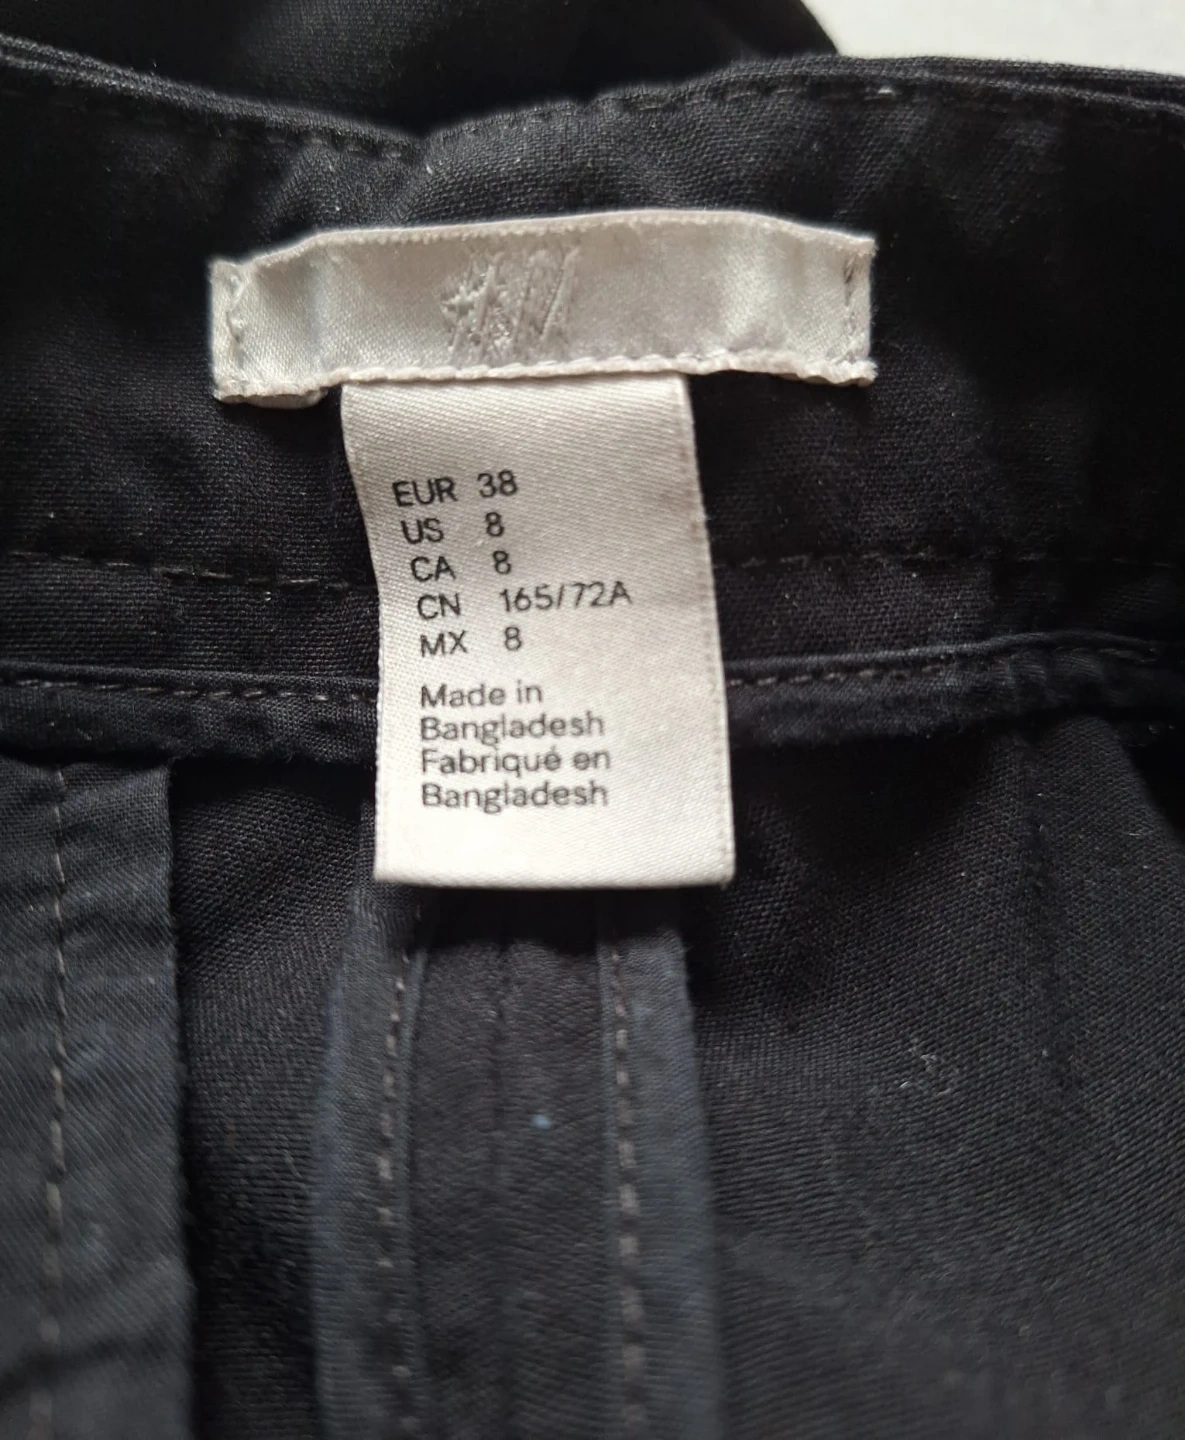 EUR 38
US 8
CA 8
CN 165/72A
MX 8
Made in
Bangladesh
Fabriqué en
Bangladesh